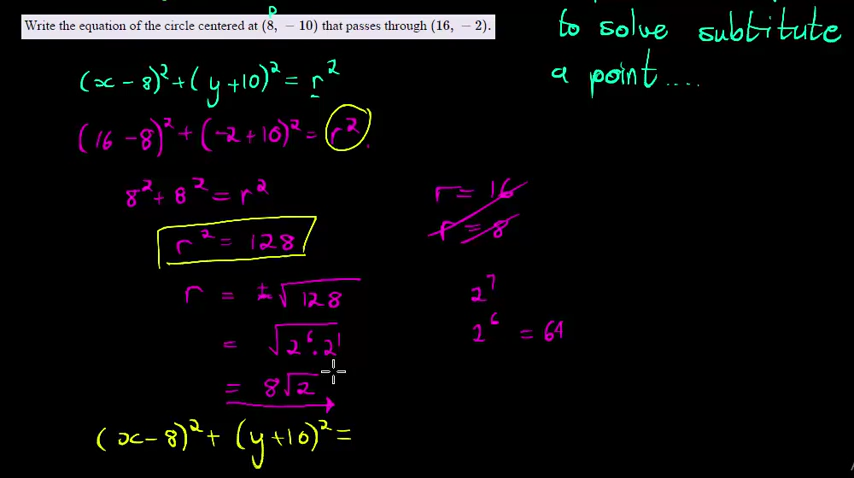 p
Write the equation of the circle centered at (8, − 10) that passes through (16, − 2).
to solve subtitute
a point....
(x − 8)² + (y + 10)² = r²
(16 − 8)² + (−2 + 10)² = r².
8² + 8² = r²
r² = 128
r = ±√128
= √2⁶·2¹
= 8√2
(x − 8)² + (y + 10)² =
r = 16
r = 8
2⁷
2⁶ = 64